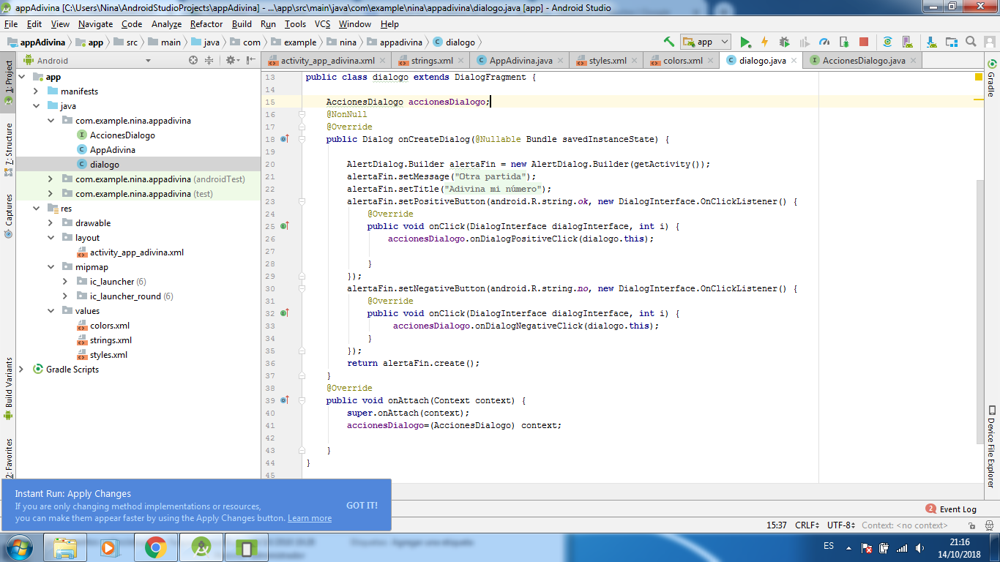 appAdivina [C:\Users\Nina\AndroidStudioProjects\appAdivina] - ...\app\src\main\java\com\example\nina\appadivina\dialogo.java [app] - Android Studio
File Edit View Navigate Code Analyze Refactor Build Run Tools VCS Window Help
appAdivina app src main java com example nina appadivina dialogo
app
Android
activity_app_adivina.xml strings.xml AppAdivina.java styles.xml colors.xml dialogo.java AccionesDialogo.java
1: Project
7: Structure
Captures
Build Variants
2: Favorites
app
manifests
java
com.example.nina.appadivina
AccionesDialogo
AppAdivina
dialogo
com.example.nina.appadivina (androidTest)
com.example.nina.appadivina (test)
res
drawable
layout
activity_app_adivina.xml
mipmap
ic_launcher (6)
ic_launcher_round (6)
values
colors.xml
strings.xml
styles.xml
Gradle Scripts
13 public class dialogo extends DialogFragment {
14
15 AccionesDialogo accionesDialogo;
16 @NonNull
17 @Override
18 public Dialog onCreateDialog(@Nullable Bundle savedInstanceState) {
19
20 AlertDialog.Builder alertaFin = new AlertDialog.Builder(getActivity());
21 alertaFin.setMessage("Otra partida");
22 alertaFin.setTitle("Adivina mi número");
23 alertaFin.setPositiveButton(android.R.string.ok, new DialogInterface.OnClickListener() {
24 @Override
25 public void onClick(DialogInterface dialogInterface, int i) {
26 accionesDialogo.onDialogPositiveClick(dialogo.this);
27
28 }
29 });
30 alertaFin.setNegativeButton(android.R.string.no, new DialogInterface.OnClickListener() {
31 @Override
32 public void onClick(DialogInterface dialogInterface, int i) {
33 accionesDialogo.onDialogNegativeClick(dialogo.this);
34 }
35 });
36 return alertaFin.create();
37 }
38 @Override
39 public void onAttach(Context context) {
40 super.onAttach(context);
41 accionesDialogo=(AccionesDialogo) context;
42
43 }
44 }
45
Gradle
Device File Explorer
Instant Run: Apply Changes
If you are only changing method implementations or resources,
you can make them appear faster by using the Apply Changes button. Learn more
GOT IT!
2 Event Log
15:37 CRLF UTF-8 Context: <no context>
ES
21:16
14/10/2018